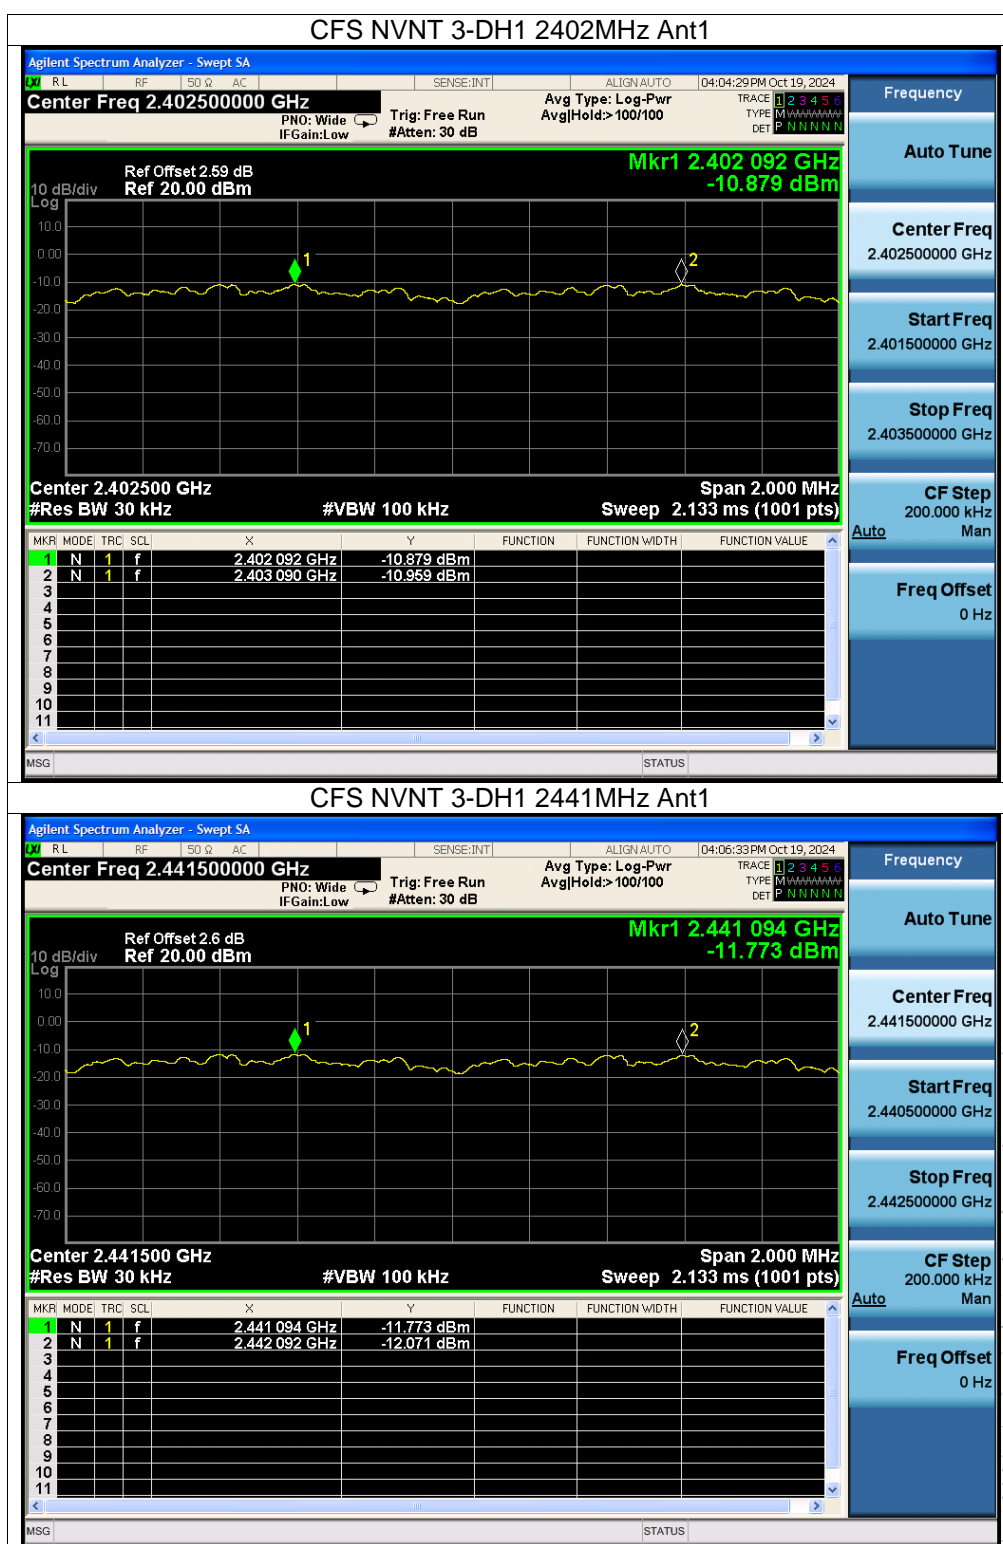 CFS NVNT 3-DH1 2402MHz Ant1
Agilent Spectrum Analyzer - Swept SA
LXI RL RF 50 Ω AC SENSE:INT ALIGN AUTO 04:04:29 PM Oct 19, 2024
Center Freq 2.402500000 GHz
PNO: Wide
IFGain:Low
Trig: Free Run
#Atten: 30 dB
Avg Type: Log-Pwr
Avg|Hold:>100/100
TRACE 1 2 3 4 5 6
TYPE M W W W W W
DET P N N N N N
Frequency
Auto Tune
Center Freq
2.402500000 GHz
Start Freq
2.401500000 GHz
Stop Freq
2.403500000 GHz
CF Step
200.000 kHz
Auto Man
Freq Offset
0 Hz
Mkr1 2.402 092 GHz
-10.879 dBm
Ref Offset 2.59 dB
10 dB/div Ref 20.00 dBm
Log
10.0
0.00
-10.0
-20.0
-30.0
-40.0
-50.0
-60.0
-70.0
1
2
Center 2.402500 GHz Span 2.000 MHz
#Res BW 30 kHz #VBW 100 kHz Sweep 2.133 ms (1001 pts)
MKR MODE TRC SCL X Y FUNCTION FUNCTION WIDTH FUNCTION VALUE
1 N 1 f 2.402 092 GHz -10.879 dBm
2 N 1 f 2.403 090 GHz -10.959 dBm
3
4
5
6
7
8
9
10
11
MSG STATUS
CFS NVNT 3-DH1 2441MHz Ant1
Agilent Spectrum Analyzer - Swept SA
LXI RL RF 50 Ω AC SENSE:INT ALIGN AUTO 04:06:33 PM Oct 19, 2024
Center Freq 2.441500000 GHz
PNO: Wide
IFGain:Low
Trig: Free Run
#Atten: 30 dB
Avg Type: Log-Pwr
Avg|Hold:>100/100
TRACE 1 2 3 4 5 6
TYPE M W W W W W
DET P N N N N N
Frequency
Auto Tune
Center Freq
2.441500000 GHz
Start Freq
2.440500000 GHz
Stop Freq
2.442500000 GHz
CF Step
200.000 kHz
Auto Man
Freq Offset
0 Hz
Mkr1 2.441 094 GHz
-11.773 dBm
Ref Offset 2.6 dB
10 dB/div Ref 20.00 dBm
Log
10.0
0.00
-10.0
-20.0
-30.0
-40.0
-50.0
-60.0
-70.0
1
2
Center 2.441500 GHz Span 2.000 MHz
#Res BW 30 kHz #VBW 100 kHz Sweep 2.133 ms (1001 pts)
MKR MODE TRC SCL X Y FUNCTION FUNCTION WIDTH FUNCTION VALUE
1 N 1 f 2.441 094 GHz -11.773 dBm
2 N 1 f 2.442 092 GHz -12.071 dBm
3
4
5
6
7
8
9
10
11
MSG STATUS